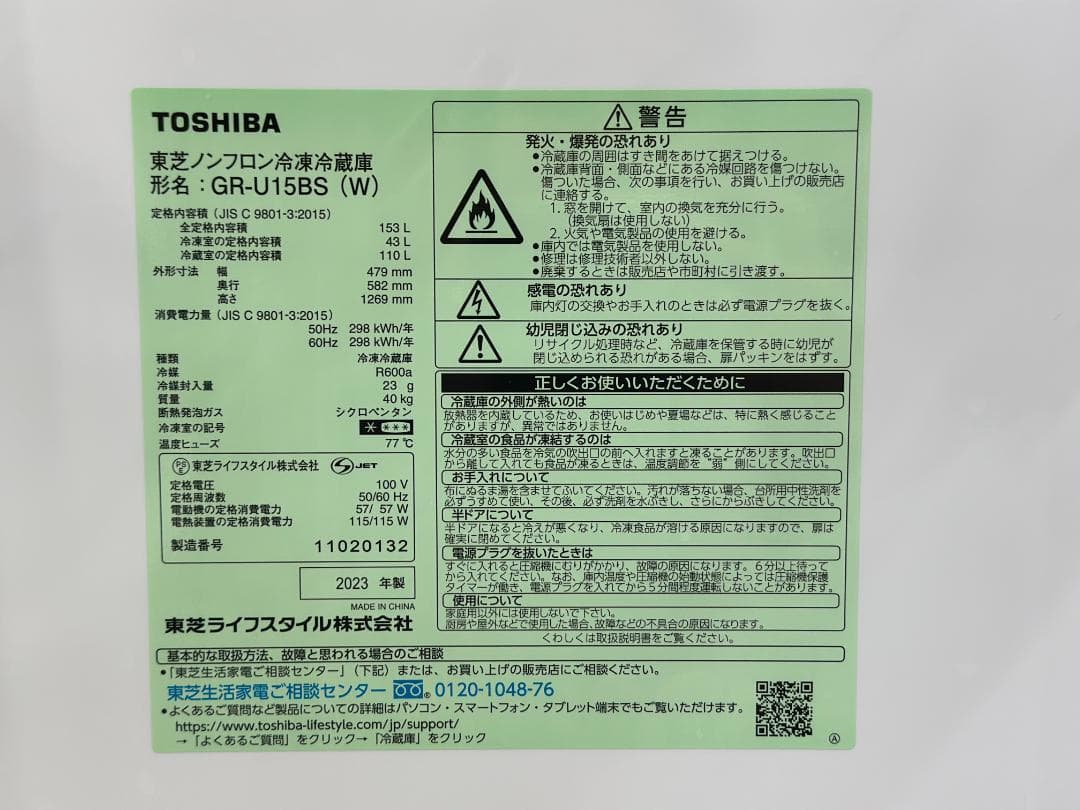 TOSHIBA
東芝ノンフロン冷凍冷蔵庫
形名：GR-U15BS（W）
定格内容積（JIS C 9801-3:2015）
全定格内容積 153 L
冷凍室の定格内容積 43 L
冷蔵室の定格内容積 110 L
外形寸法 幅 479 mm
奥行 582 mm
高さ 1269 mm
消費電力量（JIS C 9801-3:2015）
50Hz 298 kWh/年
60Hz 298 kWh/年
種類 冷凍冷蔵庫
冷媒 R600a
冷媒封入量 23 g
質量 40 kg
断熱発泡ガス シクロペンタン
冷凍室の記号
温度ヒューズ 77 ℃
PSE 東芝ライフスタイル株式会社 JET
定格電圧 100 V
定格周波数 50/60 Hz
電動機の定格消費電力 57/ 57 W
電熱装置の定格消費電力 115/115 W
製造番号 11020132
2023 年製
MADE IN CHINA
東芝ライフスタイル株式会社
警告
発火・爆発の恐れあり
●冷蔵庫の周囲はすき間をあけて据えつける。
●冷蔵庫背面・側面などにある冷媒回路を傷つけない。
傷ついた場合、次の事項を行い、お買い上げの販売店
に連絡する。
1. 窓を開けて、室内の換気を充分に行う。
（換気扇は使用しない）
2. 火気や電気製品の使用を避ける。
●庫内では電気製品を使用しない。
●修理は修理技術者以外しない。
●廃棄するときは販売店や市町村に引き渡す。
感電の恐れあり
庫内灯の交換やお手入れのときは必ず電源プラグを抜く。
幼児閉じ込みの恐れあり
リサイクル処理時など、冷蔵庫を保管する時に幼児が
閉じ込められる恐れがある場合、扉パッキンをはずす。
正しくお使いいただくために
冷蔵庫の外側が熱いのは
放熱器を内蔵しているため、お使いはじめや夏場などは、特に熱く感じること
がありますが、異常ではありません。
冷蔵室の食品が凍結するのは
水分の多い食品を冷気の吹出口の前へ入れますと凍ることがあります。吹出口
から離して入れても食品が凍るときは、温度調節を“弱”側にしてください。
お手入れについて
布にぬるま湯を含ませてふいてください。汚れが落ちない場合、台所用中性洗剤を
必ずうすめて使い、その後、必ず洗剤を水ぶきし、さらにからぶきしてください。
半ドアについて
半ドアになると冷えが悪くなり、冷凍食品が溶ける原因になりますので、扉は
確実に閉めてください。
電源プラグを抜いたときは
すぐに入れると圧縮機にむりがかかり、故障の原因になります。6分以上待って
から入れてください。なお、庫内温度や圧縮機の始動状態によっては圧縮機保護
タイマーが働き、電源プラグを入れてから5分間程度運転しないことがあります。
使用について
家庭用以外には使用しないで下さい。
厨房や屋外などで使用した場合、故障などの不具合の原因になります。
くわしくは取扱説明書をご覧ください。
基本的な取扱方法、故障と思われる場合のご相談
●「東芝生活家電ご相談センター」（下記）または、お買い上げの販売店にご相談ください。
東芝生活家電ご相談センター ® 0120-1048-76
●よくあるご質問など製品についての詳細はパソコン・スマートフォン・タブレット端末でもご覧いただけます。
https://www.toshiba-lifestyle.com/jp/support/
→「よくあるご質問」をクリック→「冷蔵庫」をクリック
Ⓐ